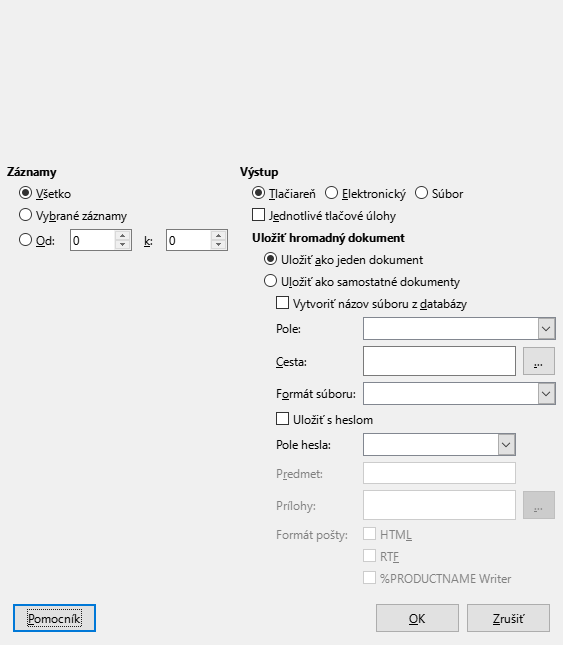 Záznamy
Všetko
Vybrané záznamy
Od: 0 k: 0
Výstup
Tlačiareň Elektronický Súbor
Jednotlivé tlačové úlohy
Uložiť hromadný dokument
Uložiť ako jeden dokument
Uložiť ako samostatné dokumenty
Vytvoriť názov súboru z databázy
Pole:
Cesta: ...
Formát súboru:
Uložiť s heslom
Pole hesla:
Predmet:
Prílohy: ...
Formát pošty: HTML
RTF
%PRODUCTNAME Writer
Pomocník OK Zrušiť